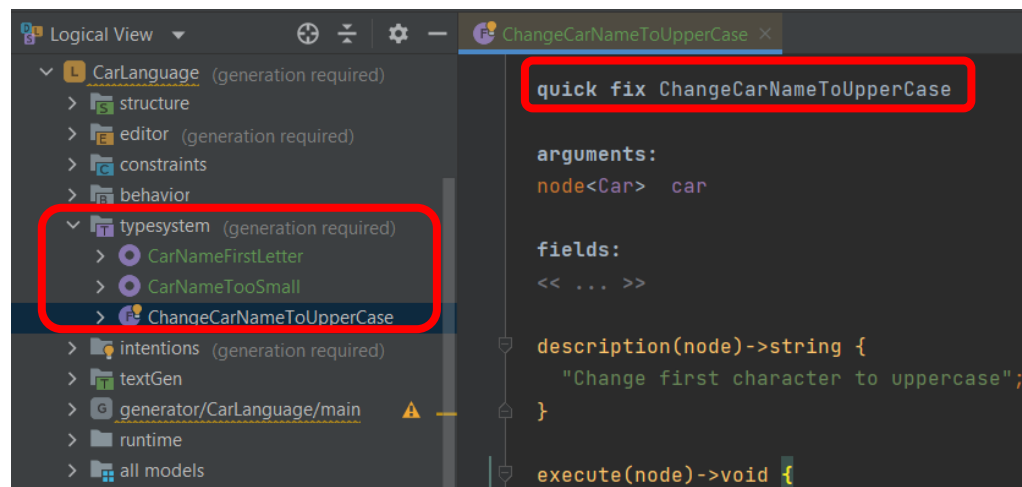 Logical View
CarLanguage (generation required)
structure
editor (generation required)
constraints
behavior
typesystem (generation required)
CarNameFirstLetter
CarNameTooSmall
ChangeCarNameToUpperCase
intentions (generation required)
textGen
generator/CarLanguage/main
runtime
all models
ChangeCarNameToUpperCase
quick fix ChangeCarNameToUpperCase
arguments:
node<Car> car
fields:
<< ... >>
description(node)->string {
"Change first character to uppercase";
}
execute(node)->void {